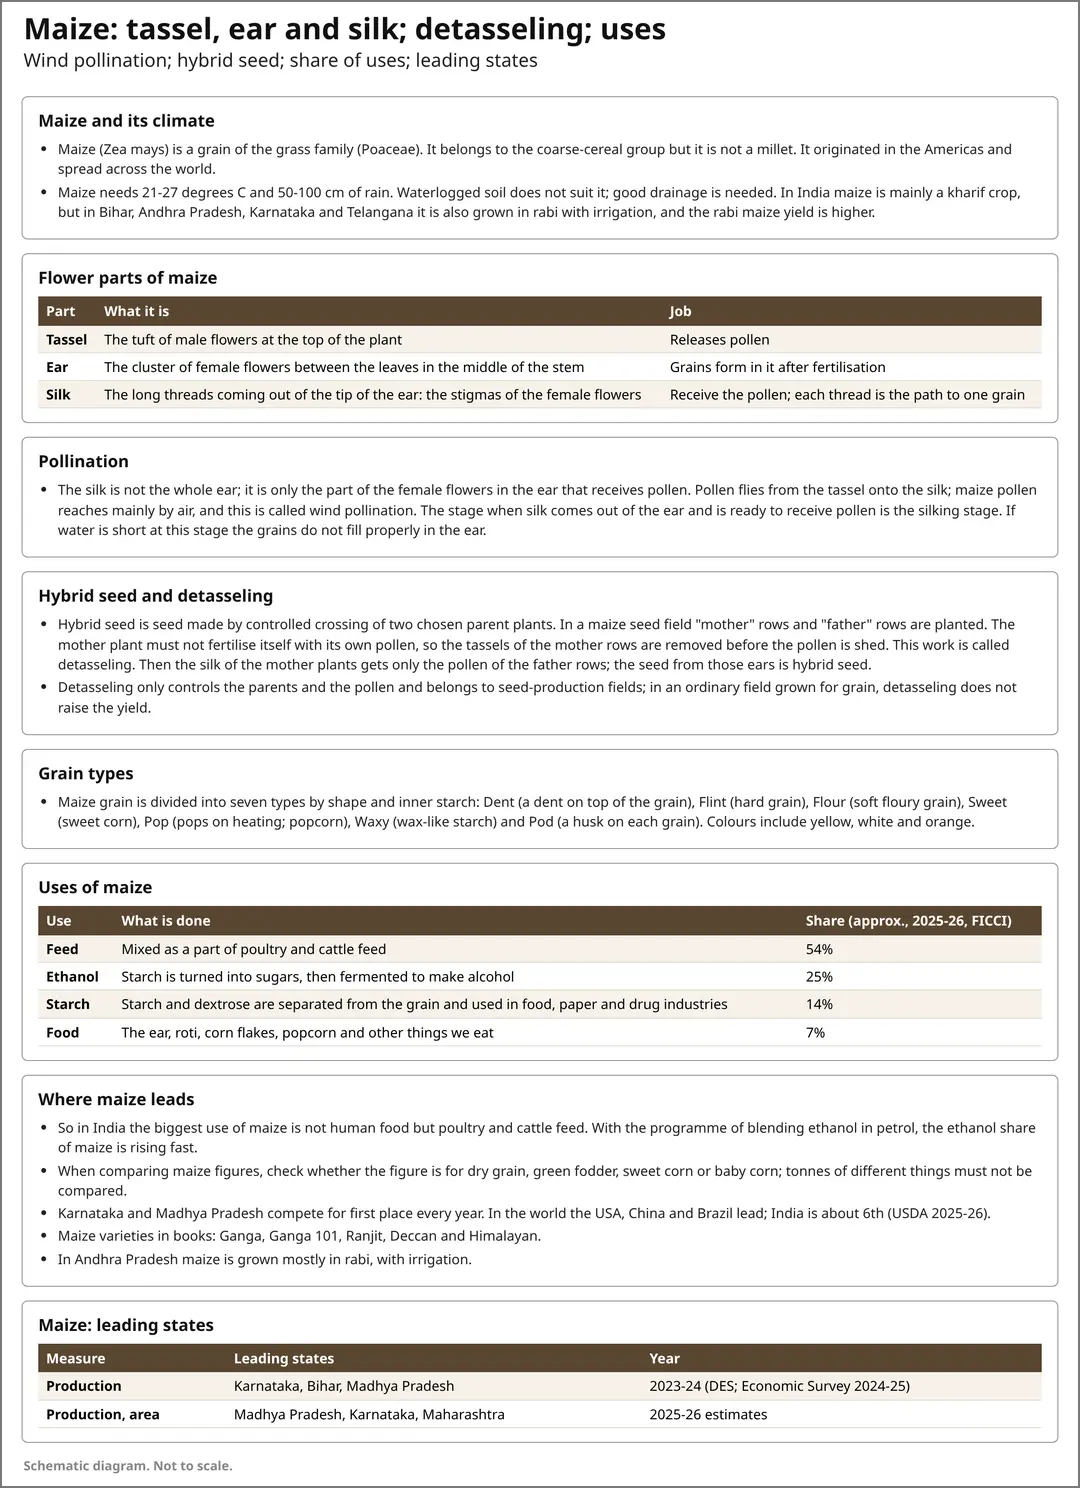 Maize: tassel, ear and silk; detasseling; uses
Wind pollination; hybrid seed; share of uses; leading states
Maize and its climate
• Maize (Zea mays) is a grain of the grass family (Poaceae). It belongs to the coarse-cereal group but it is not a millet. It originated in the Americas and
spread across the world.
• Maize needs 21-27 degrees C and 50-100 cm of rain. Waterlogged soil does not suit it; good drainage is needed. In India maize is mainly a kharif crop,
but in Bihar, Andhra Pradesh, Karnataka and Telangana it is also grown in rabi with irrigation, and the rabi maize yield is higher.
Flower parts of maize
Part What it is Job
Tassel The tuft of male flowers at the top of the plant Releases pollen
Ear The cluster of female flowers between the leaves in the middle of the stem Grains form in it after fertilisation
Silk The long threads coming out of the tip of the ear: the stigmas of the female flowers Receive the pollen; each thread is the path to one grain
Pollination
• The silk is not the whole ear; it is only the part of the female flowers in the ear that receives pollen. Pollen flies from the tassel onto the silk; maize pollen
reaches mainly by air, and this is called wind pollination. The stage when silk comes out of the ear and is ready to receive pollen is the silking stage. If
water is short at this stage the grains do not fill properly in the ear.
Hybrid seed and detasseling
• Hybrid seed is seed made by controlled crossing of two chosen parent plants. In a maize seed field "mother" rows and "father" rows are planted. The
mother plant must not fertilise itself with its own pollen, so the tassels of the mother rows are removed before the pollen is shed. This work is called
detasseling. Then the silk of the mother plants gets only the pollen of the father rows; the seed from those ears is hybrid seed.
• Detasseling only controls the parents and the pollen and belongs to seed-production fields; in an ordinary field grown for grain, detasseling does not
raise the yield.
Grain types
• Maize grain is divided into seven types by shape and inner starch: Dent (a dent on top of the grain), Flint (hard grain), Flour (soft floury grain), Sweet
(sweet corn), Pop (pops on heating; popcorn), Waxy (wax-like starch) and Pod (a husk on each grain). Colours include yellow, white and orange.
Uses of maize
Use What is done Share (approx., 2025-26, FICCI)
Feed Mixed as a part of poultry and cattle feed 54%
Ethanol Starch is turned into sugars, then fermented to make alcohol 25%
Starch Starch and dextrose are separated from the grain and used in food, paper and drug industries 14%
Food The ear, roti, corn flakes, popcorn and other things we eat 7%
Where maize leads
• So in India the biggest use of maize is not human food but poultry and cattle feed. With the programme of blending ethanol in petrol, the ethanol share
of maize is rising fast.
• When comparing maize figures, check whether the figure is for dry grain, green fodder, sweet corn or baby corn; tonnes of different things must not be
compared.
• Karnataka and Madhya Pradesh compete for first place every year. In the world the USA, China and Brazil lead; India is about 6th (USDA 2025-26).
• Maize varieties in books: Ganga, Ganga 101, Ranjit, Deccan and Himalayan.
• In Andhra Pradesh maize is grown mostly in rabi, with irrigation.
Maize: leading states
Measure Leading states Year
Production Karnataka, Bihar, Madhya Pradesh 2023-24 (DES; Economic Survey 2024-25)
Production, area Madhya Pradesh, Karnataka, Maharashtra 2025-26 estimates
Schematic diagram. Not to scale.